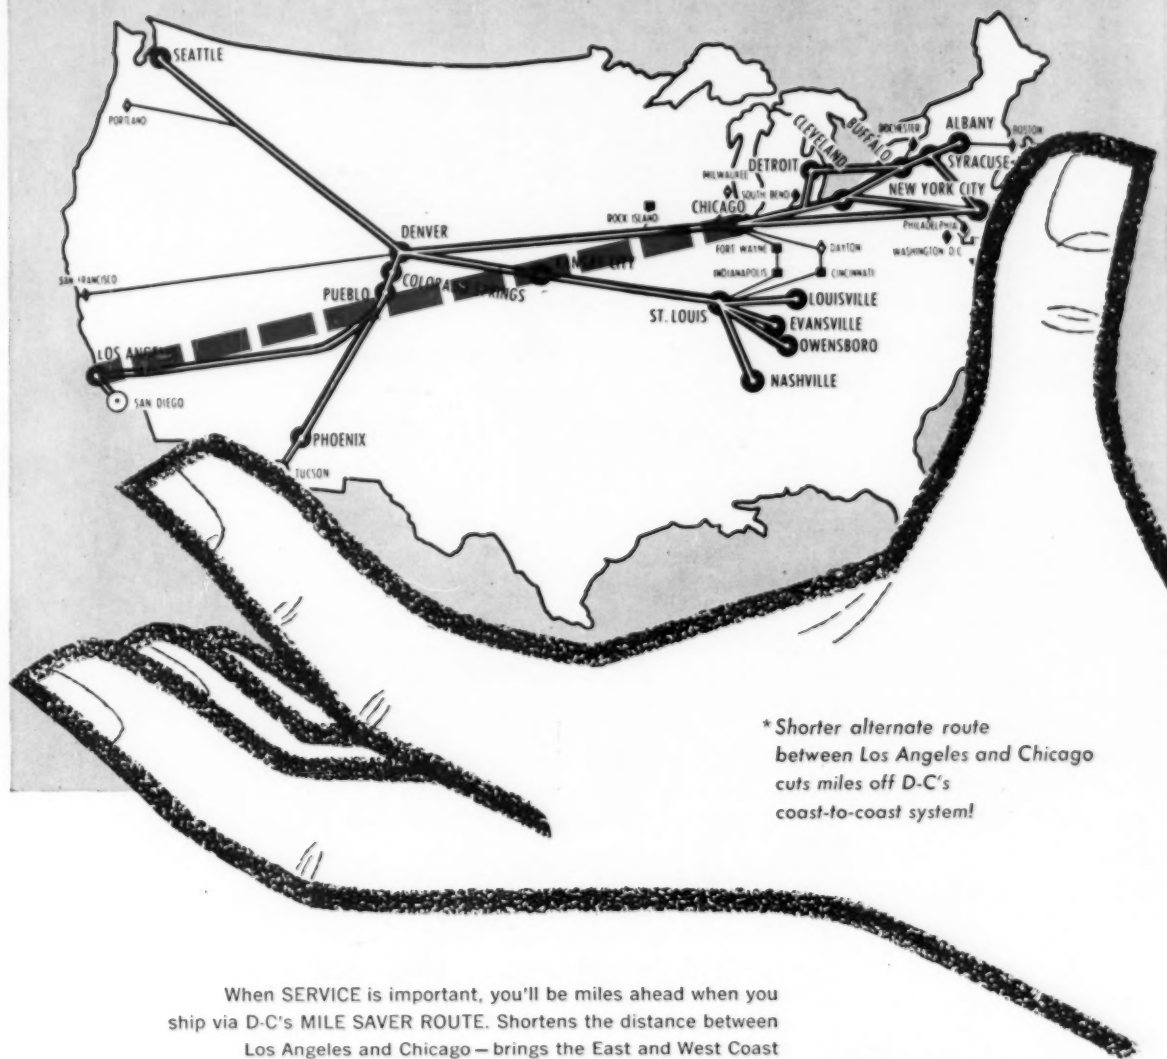 SEATTLE
PORTLAND
ROCHESTER
ALBANY
BOSTON
CLEVELAND
BUFFALO
DETROIT
SYRACUSE
MILWAUKEE
SOUTH BEND
NEW YORK CITY
CHICAGO
ROCK ISLAND
PHILADELPHIA
DENVER
FORT WAYNE
DAYTON
WASHINGTON D.C.
SAN FRANCISCO
PUEBLO
COLORADO SPRINGS
KANSAS CITY
INDIANAPOLIS
CINCINNATI
LOUISVILLE
ST. LOUIS
EVANSVILLE
OWENSBORO
LOS ANGELES
NASHVILLE
SAN DIEGO
PHOENIX
TUCSON
* Shorter alternate route
between Los Angeles and Chicago
cuts miles off D-C's
coast-to-coast system!
When SERVICE is important, you'll be miles ahead when you
ship via D-C's MILE SAVER ROUTE. Shortens the distance between
Los Angeles and Chicago — brings the East and West Coast